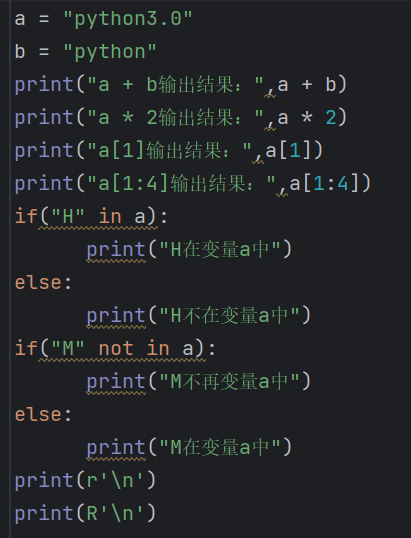 a = "python3.0"
b = "python"
print("a + b输出结果：",a + b)
print("a * 2输出结果：",a * 2)
print("a[1]输出结果：",a[1])
print("a[1:4]输出结果：",a[1:4])
if("H" in a):
      print("H在变量a中")
else:
      print("H不在变量a中")
if("M" not in a):
      print("M不再变量a中")
else:
      print("M在变量a中")
print(r'\n')
print(R'\n')